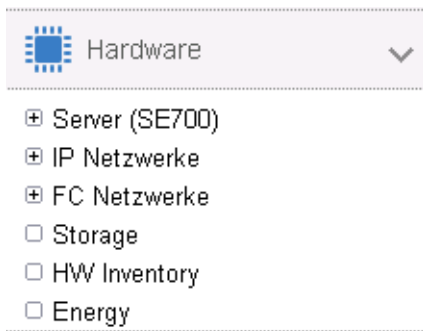 Hardware
Server (SE700)
IP Netzwerke
FC Netzwerke
Storage
HW Inventory
Energy